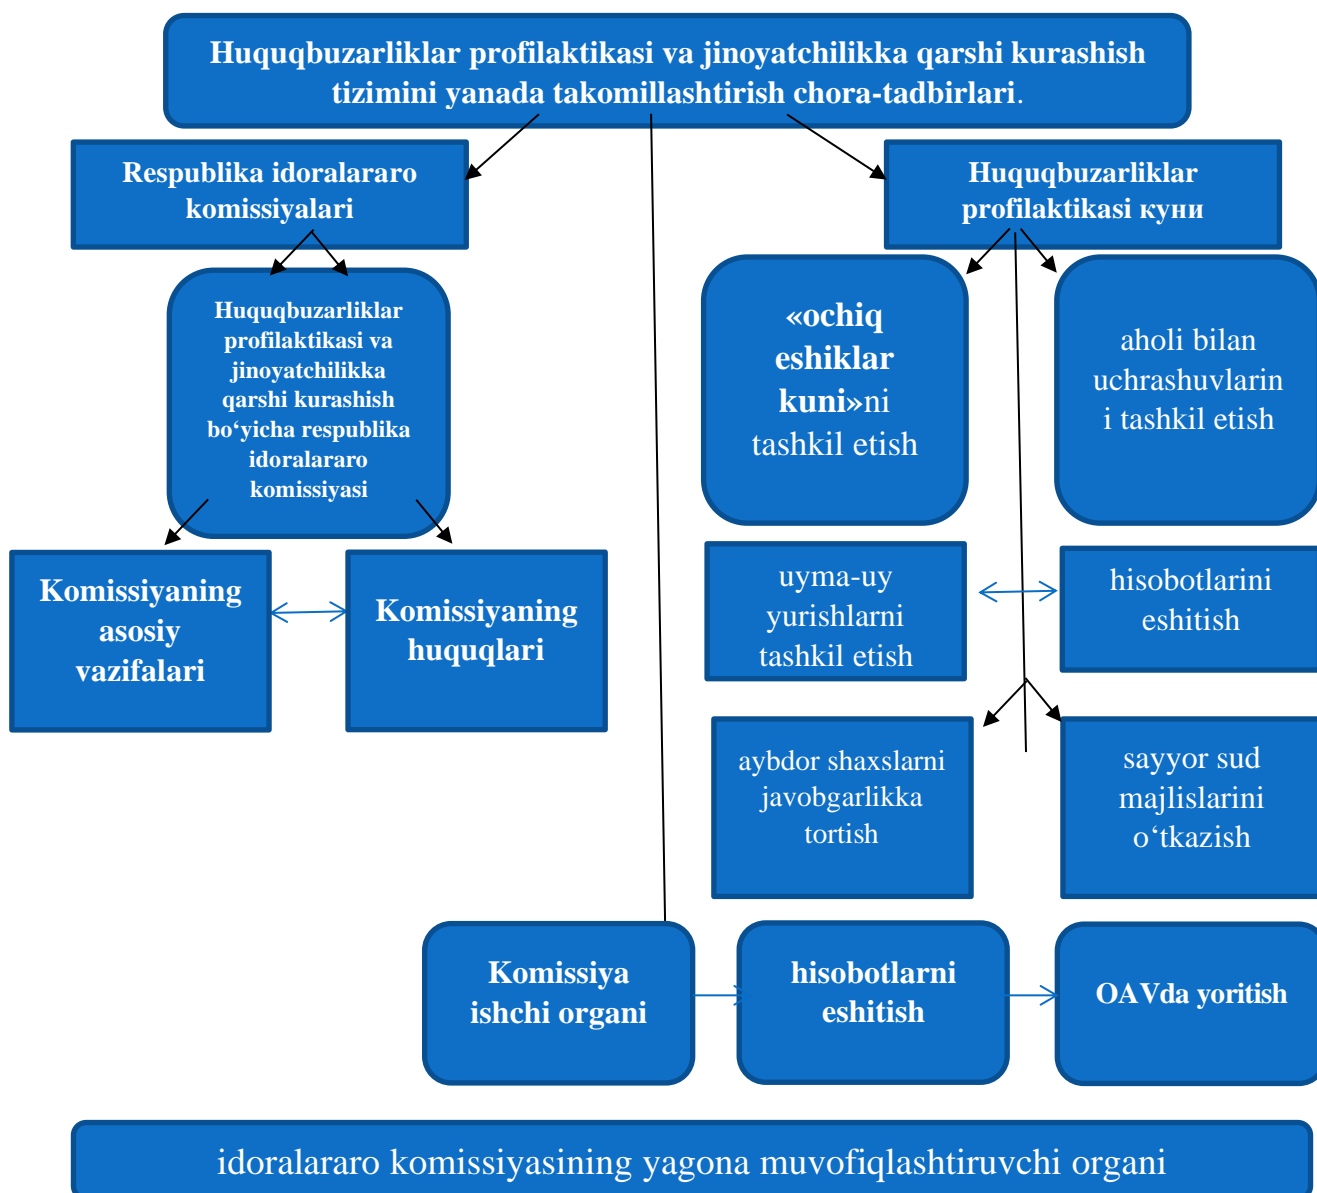 Huquqbuzarliklar profilaktikasi va jinoyatchilikka qarshi kurashish
tizimini yanada takomillashtirish chora-tadbirlari.
Respublika idoralararo
komissiyalari
Huquqbuzarliklar
profilaktikasi куни
Huquqbuzarliklar
profilaktikasi va
jinoyatchilikka
qarshi kurashish
bo‘yicha respublika
idoralararo
komissiyasi
«ochiq
eshiklar
kuni»ni
tashkil etish
aholi bilan
uchrashuvlarin
i tashkil etish
Komissiyaning
asosiy
vazifalari
Komissiyaning
huquqlari
uyma-uy
yurishlarni
tashkil etish
hisobotlarini
eshitish
aybdor shaxslarni
javobgarlikka
tortish
sayyor sud
majlislarini
o‘tkazish
Komissiya
ishchi organi
hisobotlarni
eshitish
OAVda yoritish
idoralararo komissiyasining yagona muvofiqlashtiruvchi organi